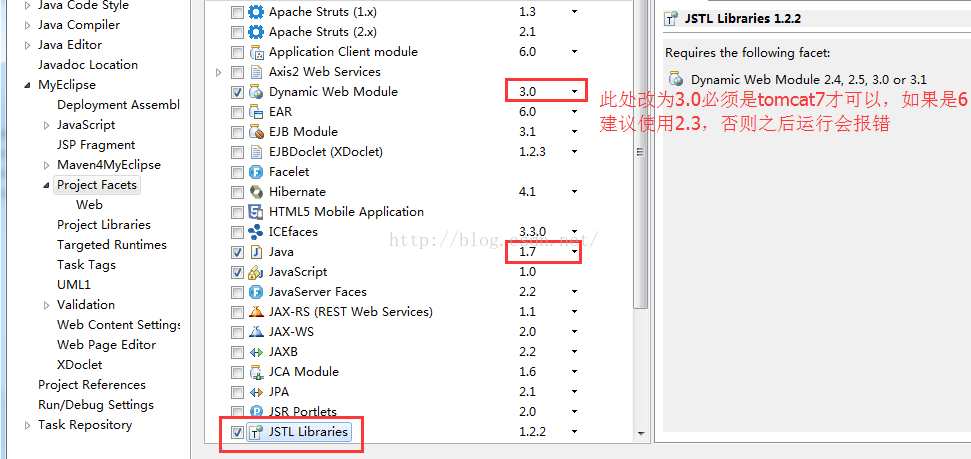 Java Code Style
Java Compiler
Java Editor
Javadoc Location
MyEclipse
Deployment Assembl
JavaScript
JSP Fragment
Maven4MyEclipse
Project Facets
Web
Project Libraries
Targeted Runtimes
Task Tags
UML1
Validation
Web Content Settings
Web Page Editor
XDoclet
Project References
Run/Debug Settings
Task Repository
Apache Struts (1.x) 1.3
Apache Struts (2.x) 2.1
Application Client module 6.0
Axis2 Web Services
Dynamic Web Module 3.0
EAR 6.0
EJB Module 3.1
EJBDoclet (XDoclet) 1.2.3
Facelet
Hibernate 4.1
HTML5 Mobile Application
ICEfaces 3.3.0
Java 1.7
JavaScript 1.0
JavaServer Faces 2.2
JAX-RS (REST Web Services) 1.1
JAX-WS 2.0
JAXB 2.2
JCA Module 1.6
JPA 2.1
JSR Portlets 2.0
JSTL Libraries 1.2.2
JSTL Libraries 1.2.2
Requires the following facet:
Dynamic Web Module 2.4, 2.5, 3.0 or 3.1
此处改为3.0必须是tomcat7才可以，如果是6
建议使用2.3，否则之后运行会报错
http://blog.csdn.net/